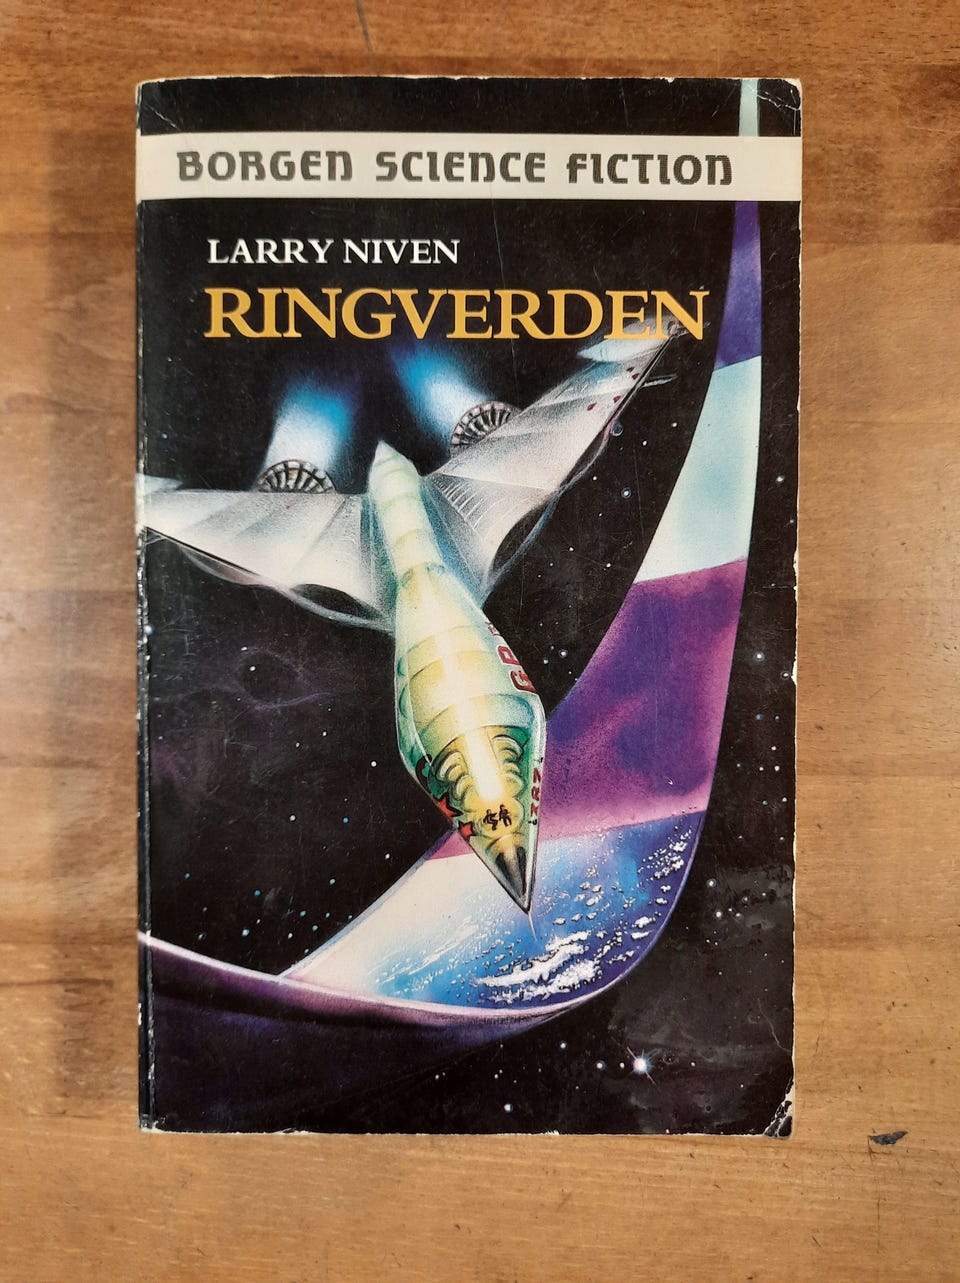 BORGEN SCIENCE FICTION
LARRY NIVEN
RINGVERDEN